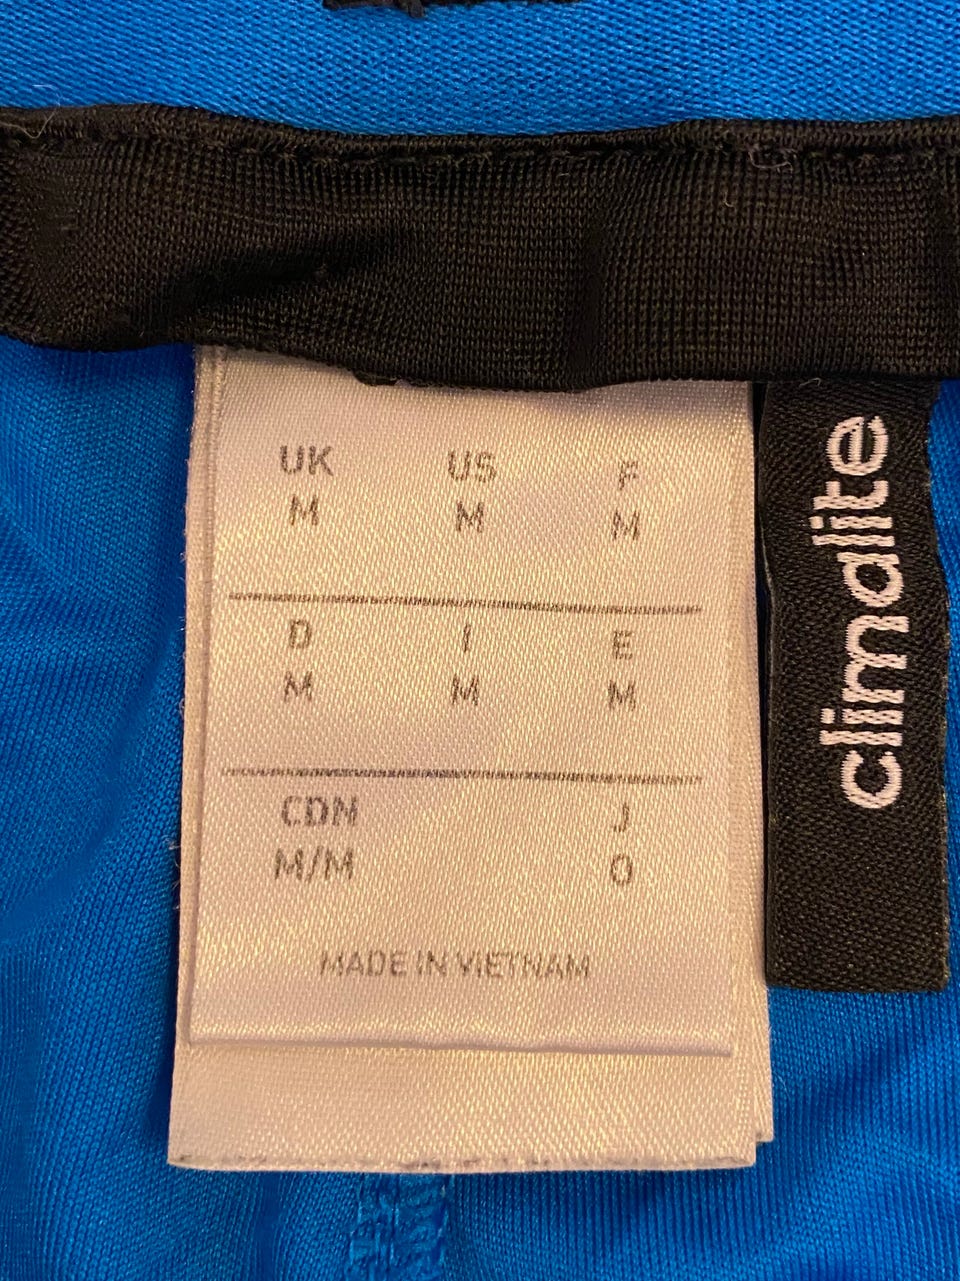 UK US F
M M M
D I E
M M M
CDN J
M/M O
MADE IN VIETNAM
climalite